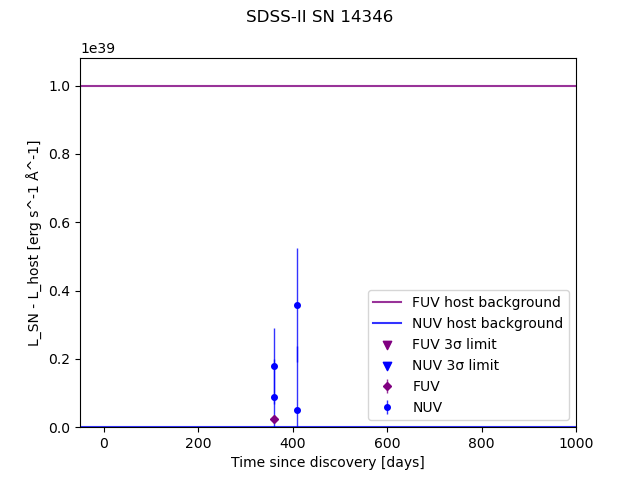 SDSS-II SN 14346
1e39
1.0
0.8
0.6
0.4
0.2
0.0
L_SN - L_host [erg s^-1 Å^-1]
FUV host background
NUV host background
FUV 3σ limit
NUV 3σ limit
FUV
NUV
0 200 400 600 800 1000
Time since discovery [days]